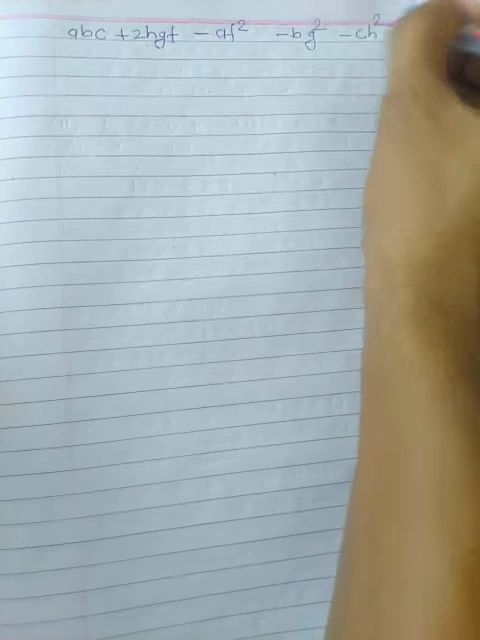 abc + 2hgf - af² - bg² - ch²